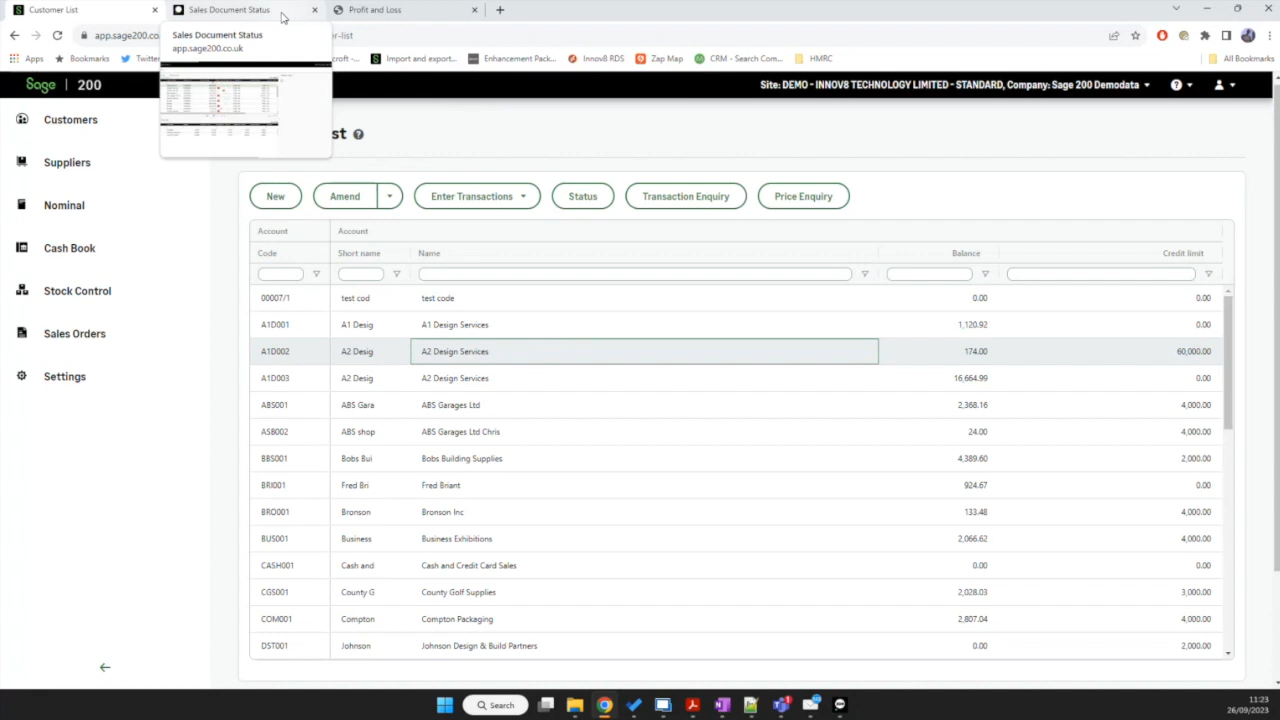 Customer List
Sales Document Status
Profit and Loss
Sales Document Status
app.sage200.co.uk
app.sage200.co
r-list
Apps
Bookmarks
Twitter
croft -...
Import and export...
Enhancement Pack...
Innov8 RDS
Zap Map
CRM - Search Com...
HMRC
All Bookmarks
Sage | 200
Site: DEMO - INNOV8 TECHNOLOGY LIMITED - STANDARD, Company: Sage 200 Demodata
Customers
Suppliers
Nominal
Cash Book
Stock Control
Sales Orders
Settings
st
New
Amend
Enter Transactions
Status
Transaction Enquiry
Price Enquiry
Account Account
Code Short name Name Balance Credit limit
00007/1 test cod test code 0.00 0.00
A1D001 A1 Desig A1 Design Services 1,120.92 0.00
A1D002 A2 Desig A2 Design Services 174.00 60,000.00
A1D003 A2 Desig A2 Design Services 16,664.99 0.00
ABS001 ABS Gara ABS Garages Ltd 2,368.16 4,000.00
ASB002 ABS shop ABS Garages Ltd Chris 24.00 4,000.00
BBS001 Bobs Bui Bobs Building Supplies 4,389.60 2,000.00
BRI001 Fred Bri Fred Briant 924.67 0.00
BRO001 Bronson Bronson Inc 133.48 4,000.00
BUS001 Business Business Exhibitions 2,066.62 4,000.00
CASH001 Cash and Cash and Credit Card Sales 0.00 0.00
CGS001 County G County Golf Supplies 2,028.03 3,000.00
COM001 Compton Compton Packaging 2,807.04 4,000.00
DST001 Johnson Johnson Design & Build Partners 0.00 2,000.00
Search
11:23
26/09/2023